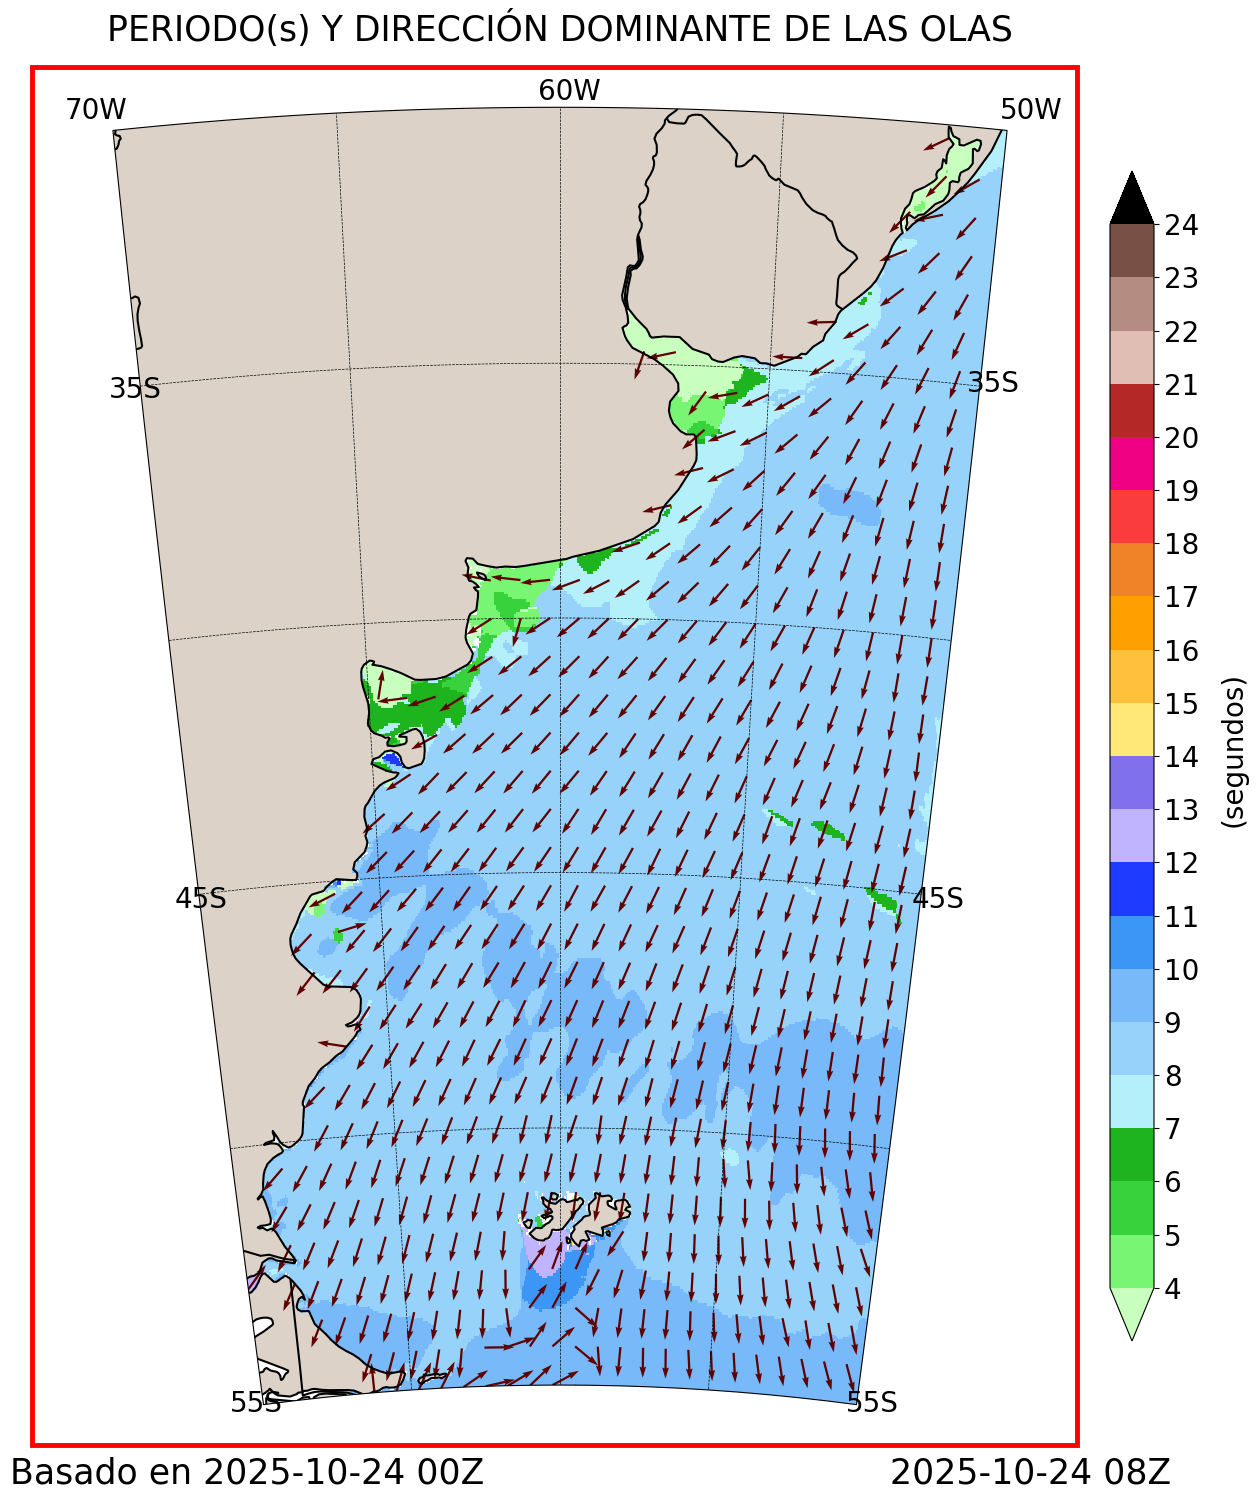 PERIODO(s) Y DIRECCIÓN DOMINANTE DE LAS OLAS
70W
60W
50W
35S
35S
45S
45S
55S
55S
24
23
22
21
20
19
18
17
16
15
14
13
12
11
10
9
8
7
6
5
4
(segundos)
Basado en 2025-10-24 00Z
2025-10-24 08Z